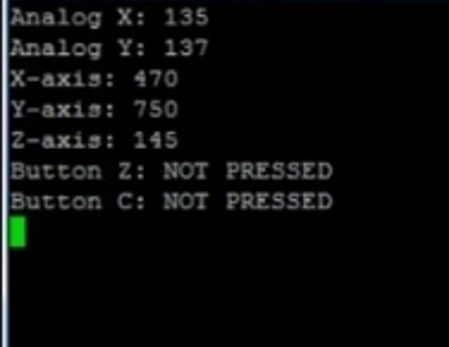 Analog X: 135
Analog Y: 137
X-axis: 470
Y-axis: 750
Z-axis: 145
Button Z: NOT PRESSED
Button C: NOT PRESSED